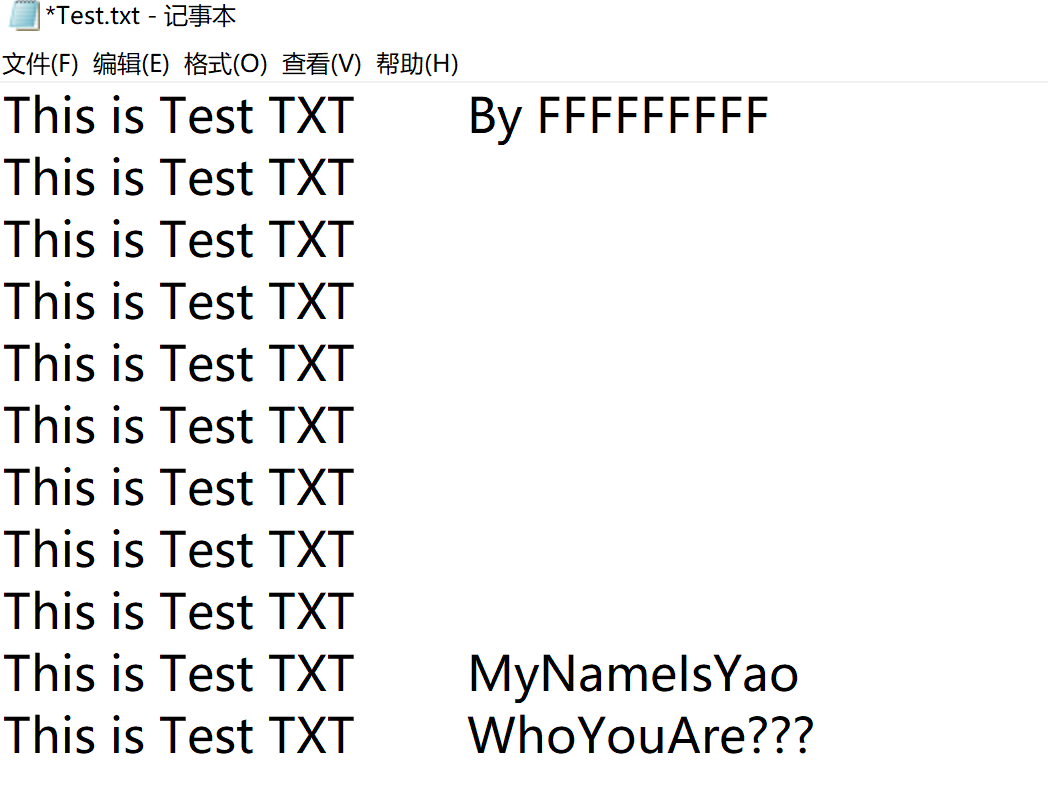 *Test.txt - 记事本
文件(F) 编辑(E) 格式(O) 查看(V) 帮助(H)
This is Test TXT By FFFFFFFFF
This is Test TXT
This is Test TXT
This is Test TXT
This is Test TXT
This is Test TXT
This is Test TXT
This is Test TXT
This is Test TXT
This is Test TXT MyNameIsYao
This is Test TXT WhoYouAre???